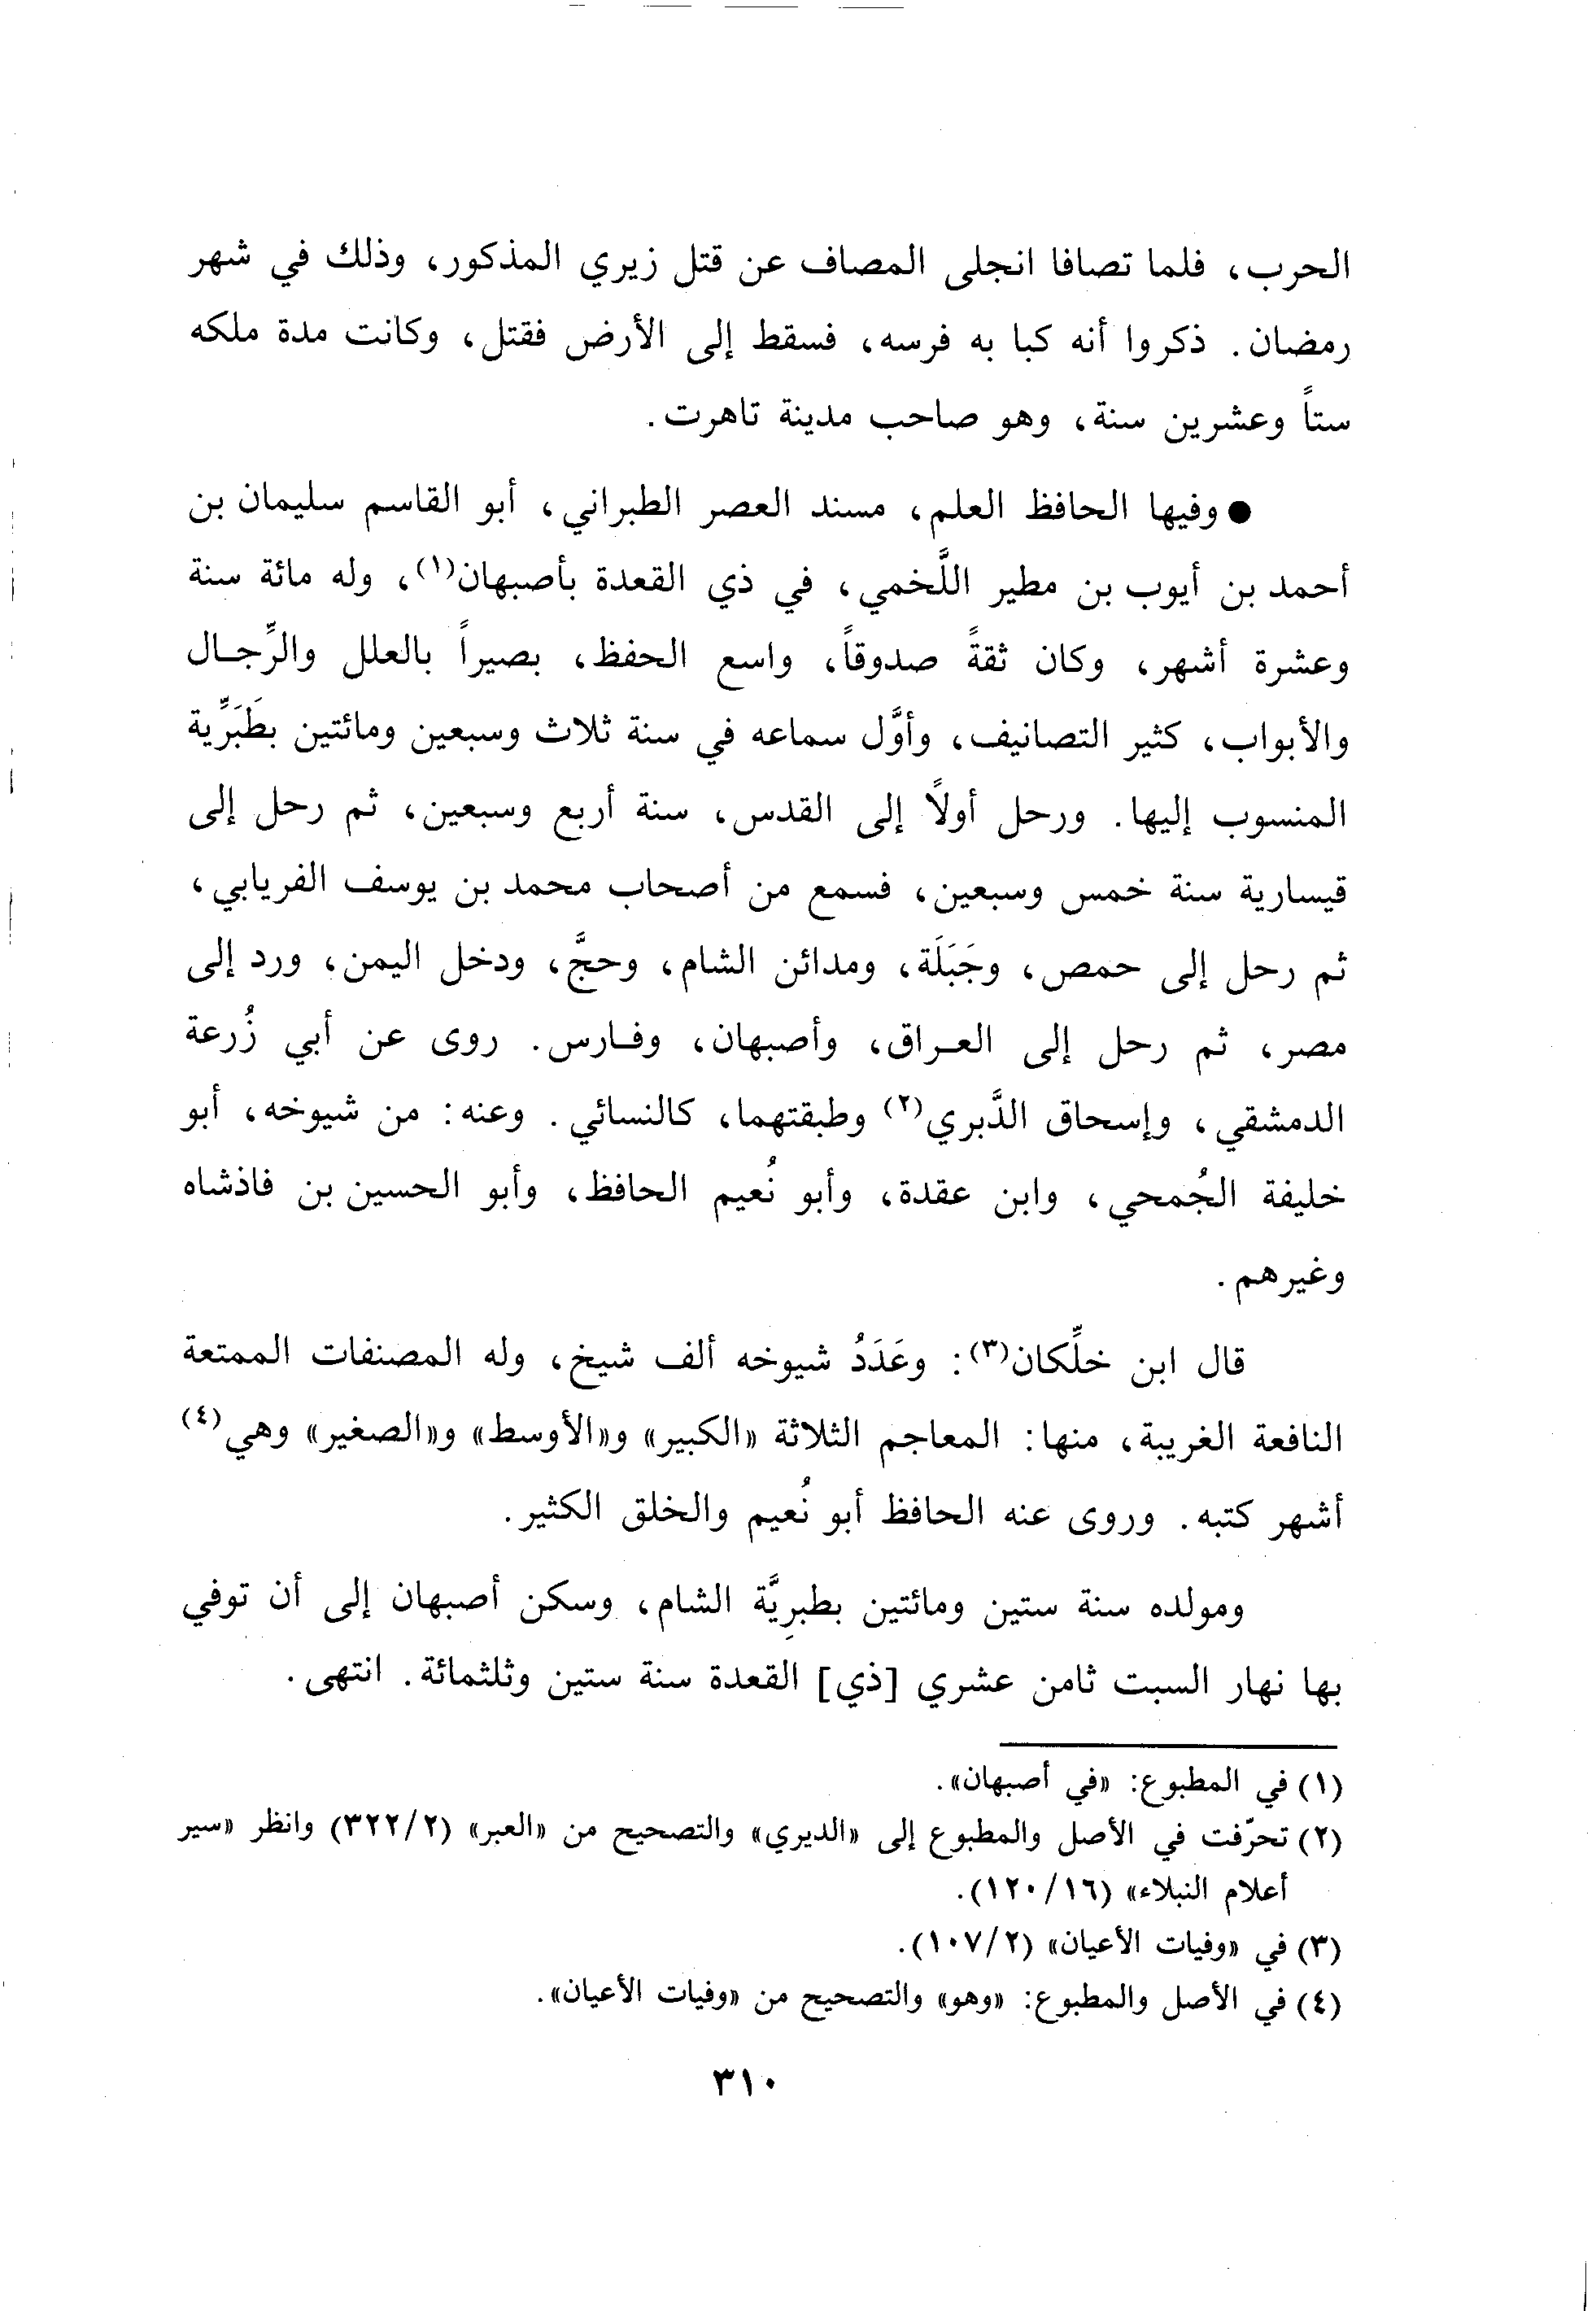 الحرب، فلما تصافا انجلى المصاف عن قتل زيري المذكور، وذلك في شهر
رمضان. ذكروا أنه كبا به فرسه، فسقط إلى الأرض فقتل، وكانت مدة ملكه
ستاً وعشرين سنة، وهو صاحب مدينة تاهرت.
● وفيها الحافظ العلم، مسند العصر الطبراني، أبو القاسم سليمان بن
أحمد بن أيوب بن مطير اللَّخمي، في ذي القعدة بأصبهان(١)، وله مائة سنة
وعشرة أشهر، وكان ثقةً صدوقاً، واسع الحفظ، بصيراً بالعلل والرِّجـال
والأبواب، كثير التصانيف، وأوَّل سماعه في سنة ثلاث وسبعين ومائتين بطَبَرِّية
المنسوب إليها. ورحل أولاً إلى القدس، سنة أربع وسبعين، ثم رحل إلى
قيسارية سنة خمس وسبعين، فسمع من أصحاب محمد بن يوسف الفريابي،
ثم رحل إلى حمص، وجَبَلَة، ومدائن الشام، وحجَّ، ودخل اليمن، ورد إلى
مصر، ثم رحل إلى العـراق، وأصبهان، وفـارس. روى عن أبي زُرعة
الدمشقي، وإسحاق الدَّبري(٢) وطبقتهما، كالنسائي. وعنه: من شيوخه، أبو
خليفة الجُمحي، وابن عقدة، وأبو نُعيم الحافظ، وأبو الحسين بن فاذشاه
وغيرهم.
قال ابن خلِّكان(٣): وعَدَدُ شيوخه ألف شيخ، وله المصنفات الممتعة
النافعة الغريبة، منها: المعاجم الثلاثة «الكبير» و«الأوسط» و«الصغير» وهي(٤)
أشهر كتبه. وروى عنه الحافظ أبو نُعيم والخلق الكثير.
ومولده سنة ستين ومائتين بطبرِيَّة الشام، وسكن أصبهان إلى أن توفي
بها نهار السبت ثامن عشري [ذي] القعدة سنة ستين وثلثمائة. انتهى.
(١) في المطبوع: «في أصبهان».
(٢) تحرّفت في الأصل والمطبوع إلى «الديري» والتصحيح من «العبر» (٣٢٢/٢) وانظر «سير
أعلام النبلاء» (١٢٠/١٦).
(٣) في «وفيات الأعيان» (١٠٧/٢).
(٤) في الأصل والمطبوع: «وهو» والتصحيح من «وفيات الأعيان».
٣١٠